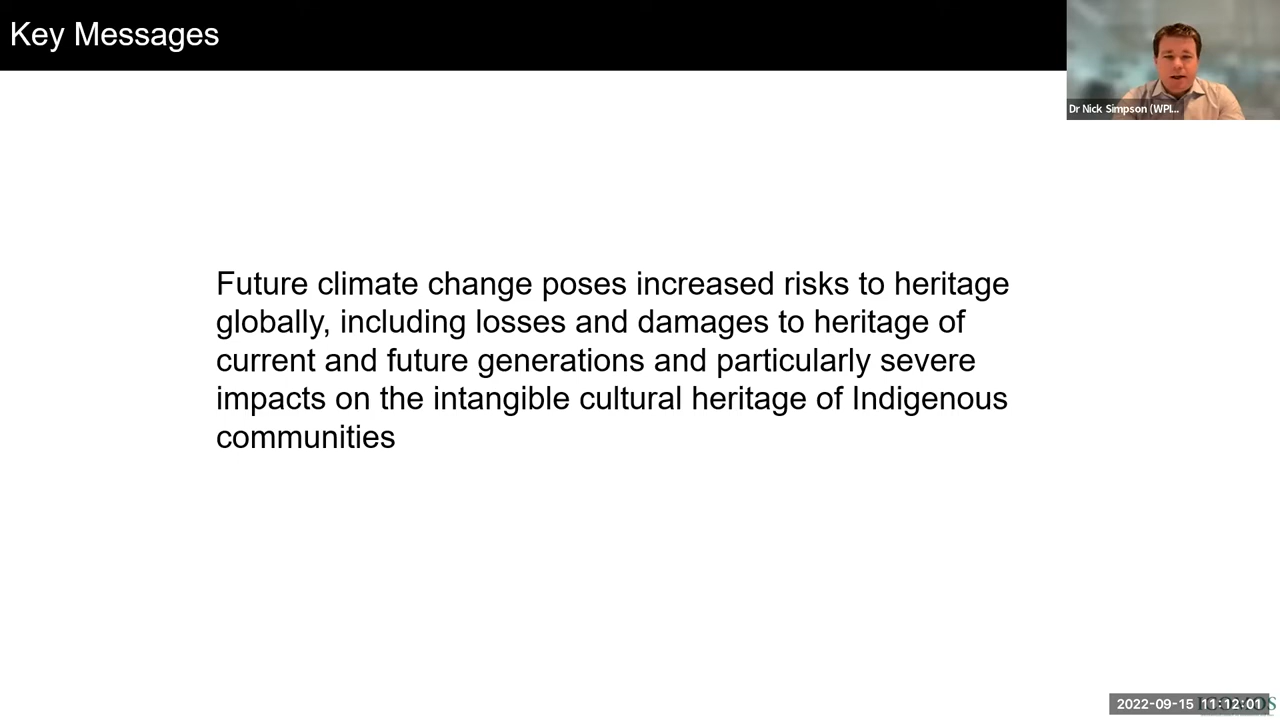 Key Messages
Dr Nick Simpson (WPI...
Future climate change poses increased risks to heritage
globally, including losses and damages to heritage of
current and future generations and particularly severe
impacts on the intangible cultural heritage of Indigenous
communities
2022-09-15 11:12:01